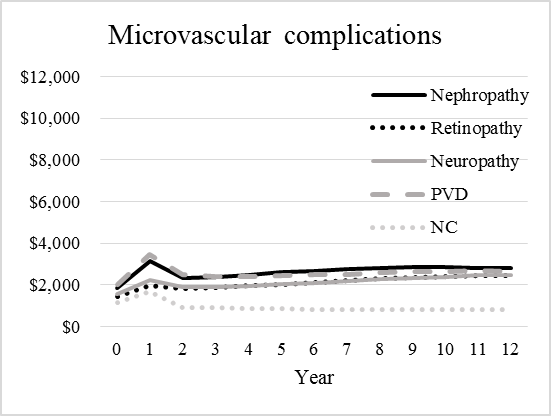 Microvascular complications
$12,000
$10,000
$8,000
$6,000
$4,000
$2,000
$0
Nephropathy
Retinopathy
Neuropathy
PVD
NC
0 1 2 3 4 5 6 7 8 9 10 11 12
Year